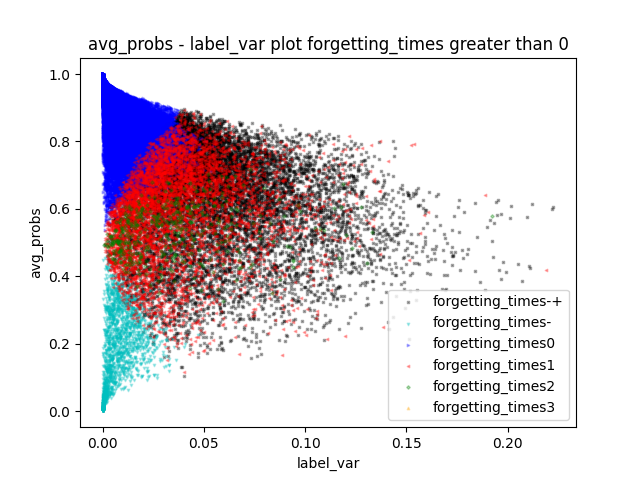 avg_probs - label_var plot forgetting_times greater than 0
1.0
0.8
0.6
0.4
0.2
0.0
avg_probs
forgetting_times-+
forgetting_times-
forgetting_times0
forgetting_times1
forgetting_times2
forgetting_times3
0.00
0.05
0.10
0.15
0.20
label_var